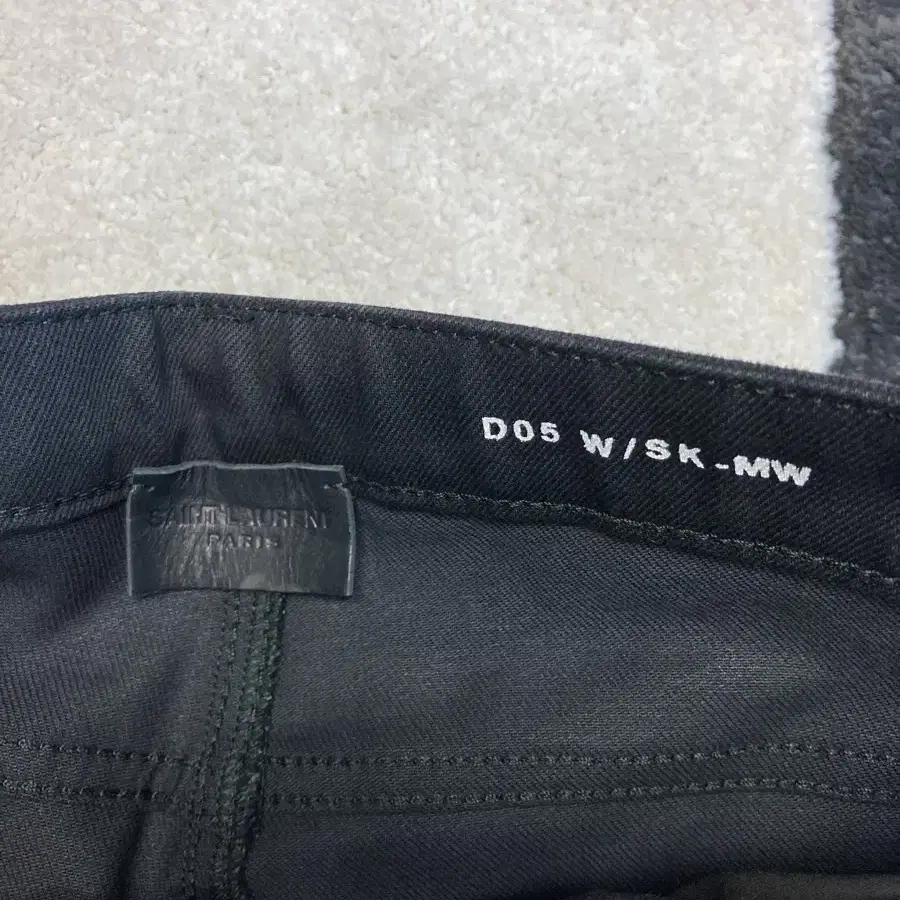 D05 W/SK-MW
SAINT LAURENT
PARIS